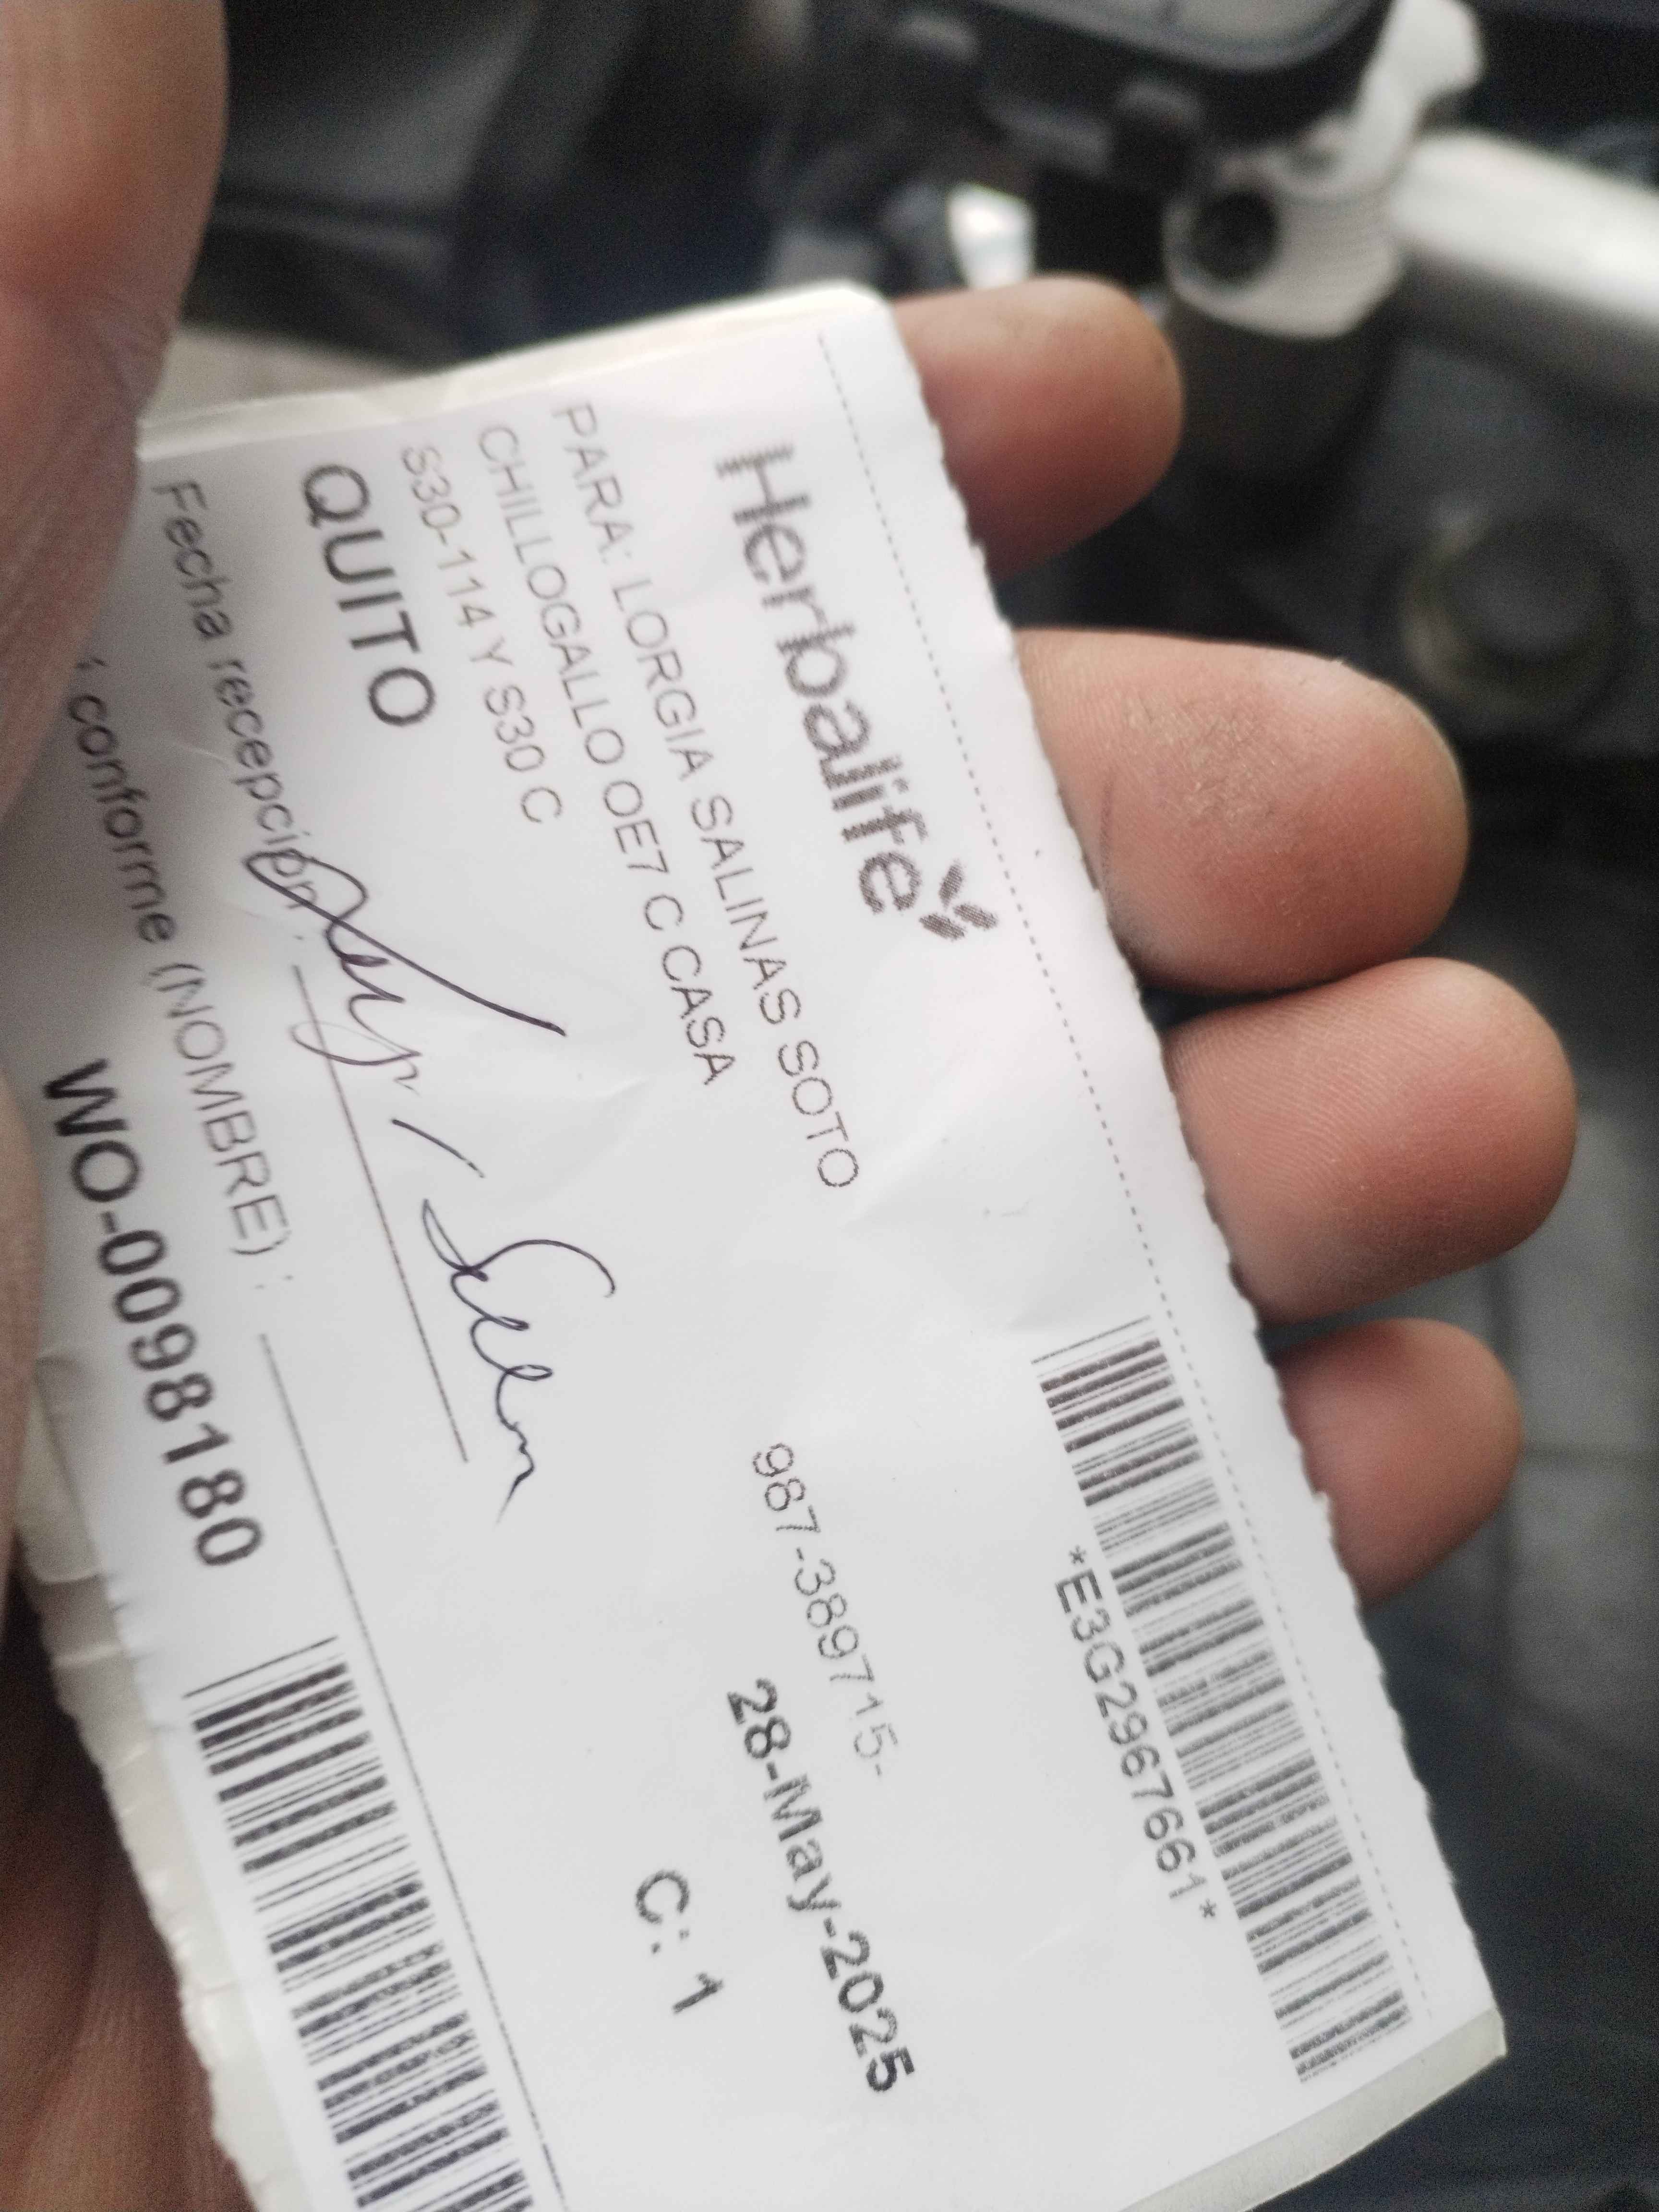 Herbalife
*E3G2967661*
PARA: LORGIA SALINAS SOTO
987-389715-
CHILLOGALLO OE7 C CASA
28-May-2025
S30-114 Y S30 C
QUITO
C: 1
Fecha recepción :
conforme (NOMBRE) :
WO-0098180